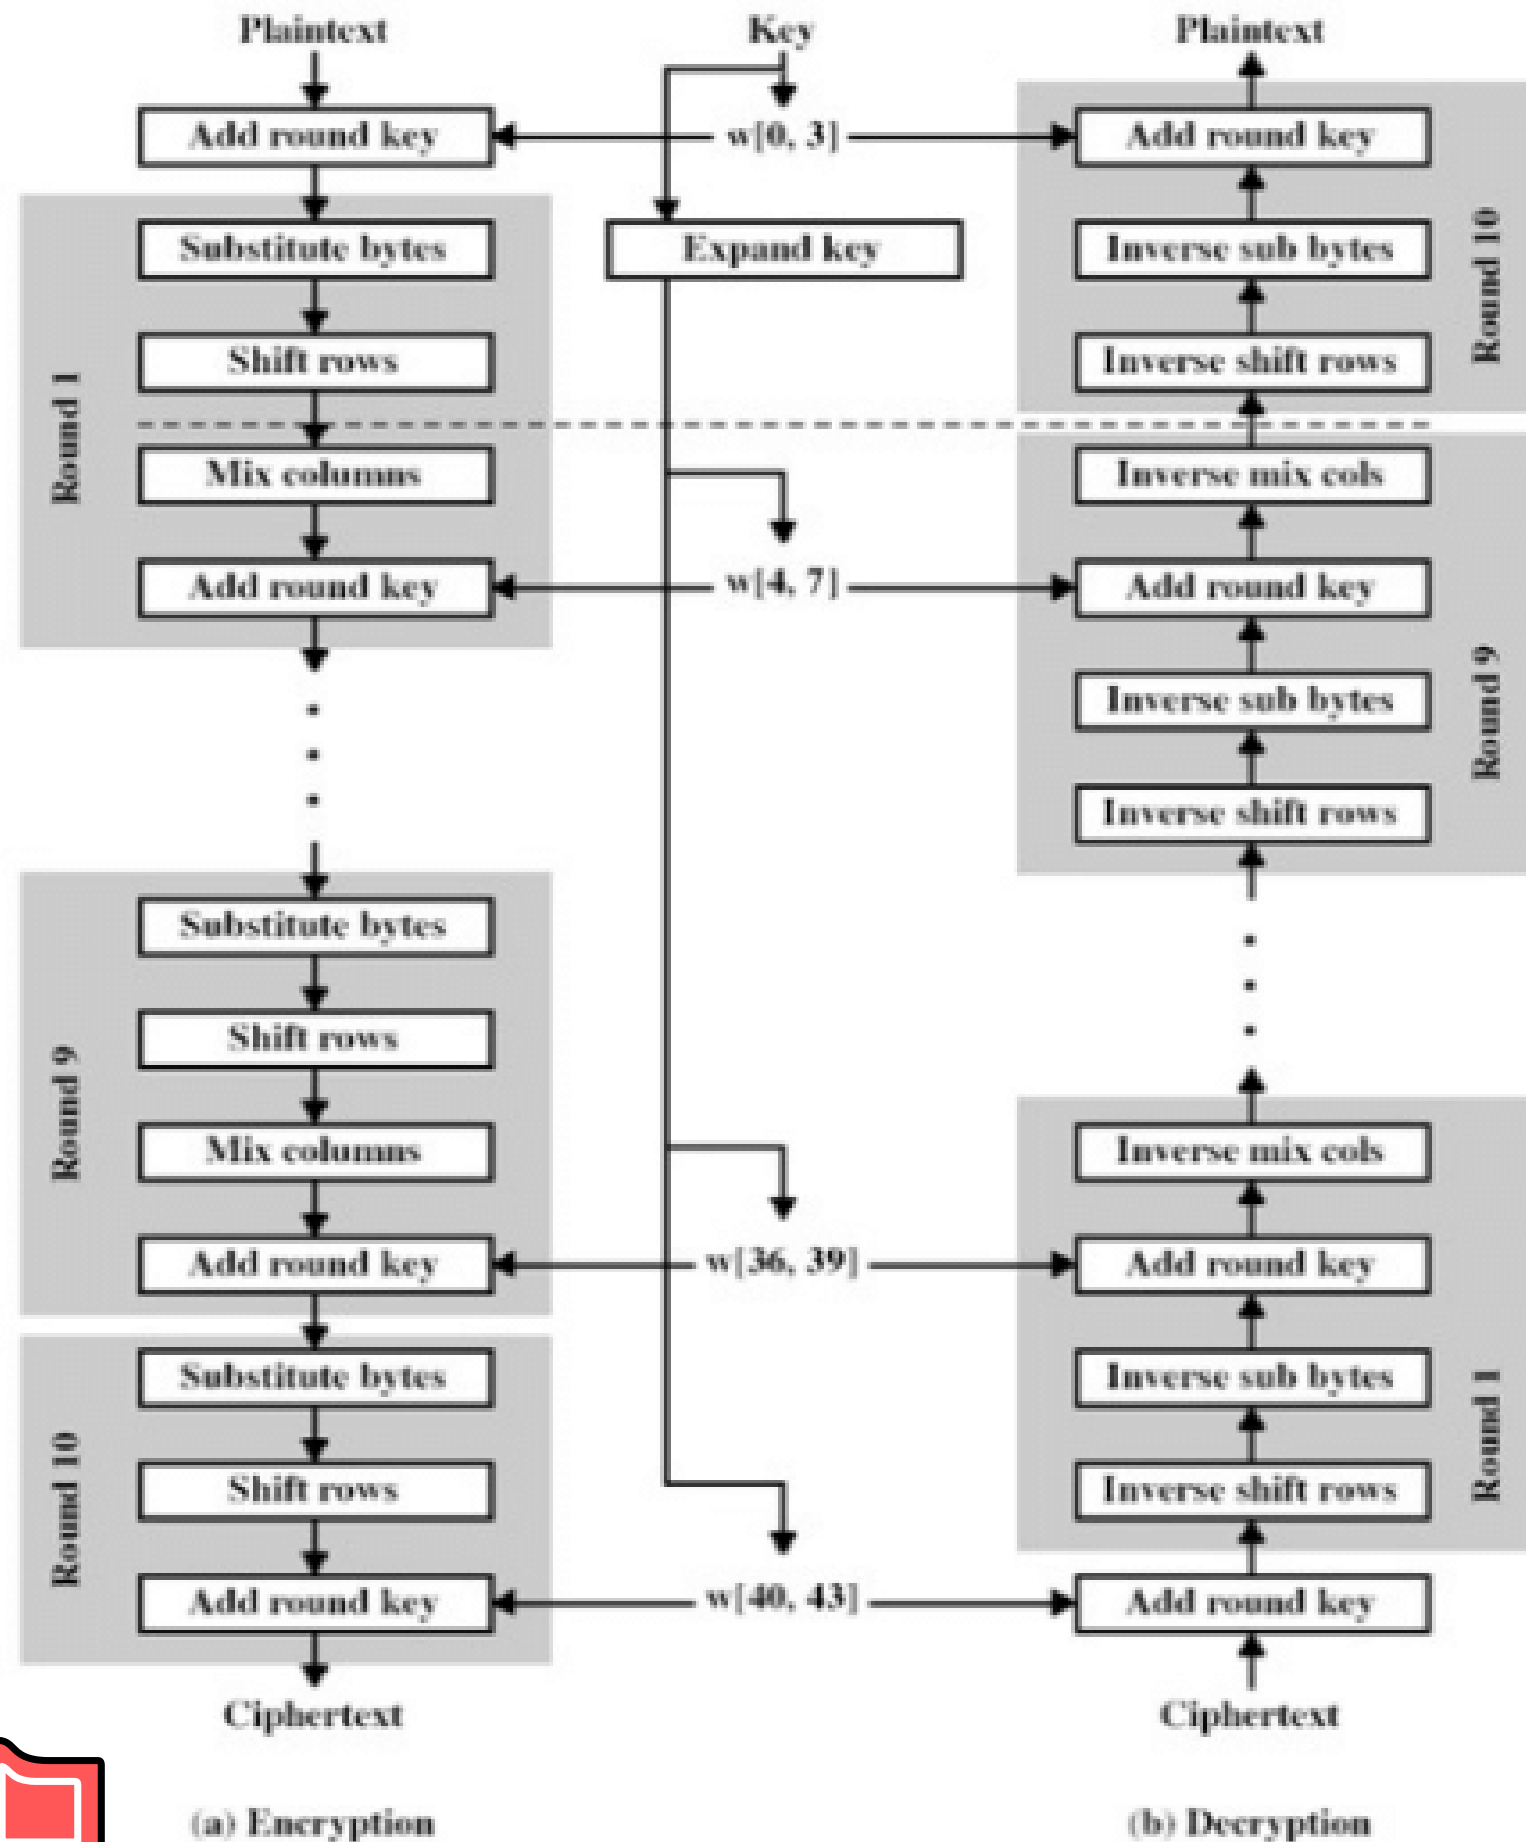 Plaintext
Key
Plaintext
Add round key
w[0, 3]
Add round key
Substitute bytes
Expand key
Inverse sub bytes
Round 10
Shift rows
Inverse shift rows
Round 1
Mix columns
Inverse mix cols
Add round key
w[4, 7]
Add round key
Inverse sub bytes
Round 9
Inverse shift rows
Substitute bytes
Shift rows
Round 9
Mix columns
Inverse mix cols
Add round key
w[36, 39]
Add round key
Substitute bytes
Inverse sub bytes
Round 1
Shift rows
Inverse shift rows
Round 10
Add round key
w[40, 43]
Add round key
Ciphertext
Ciphertext
(a) Encryption
(b) Decryption